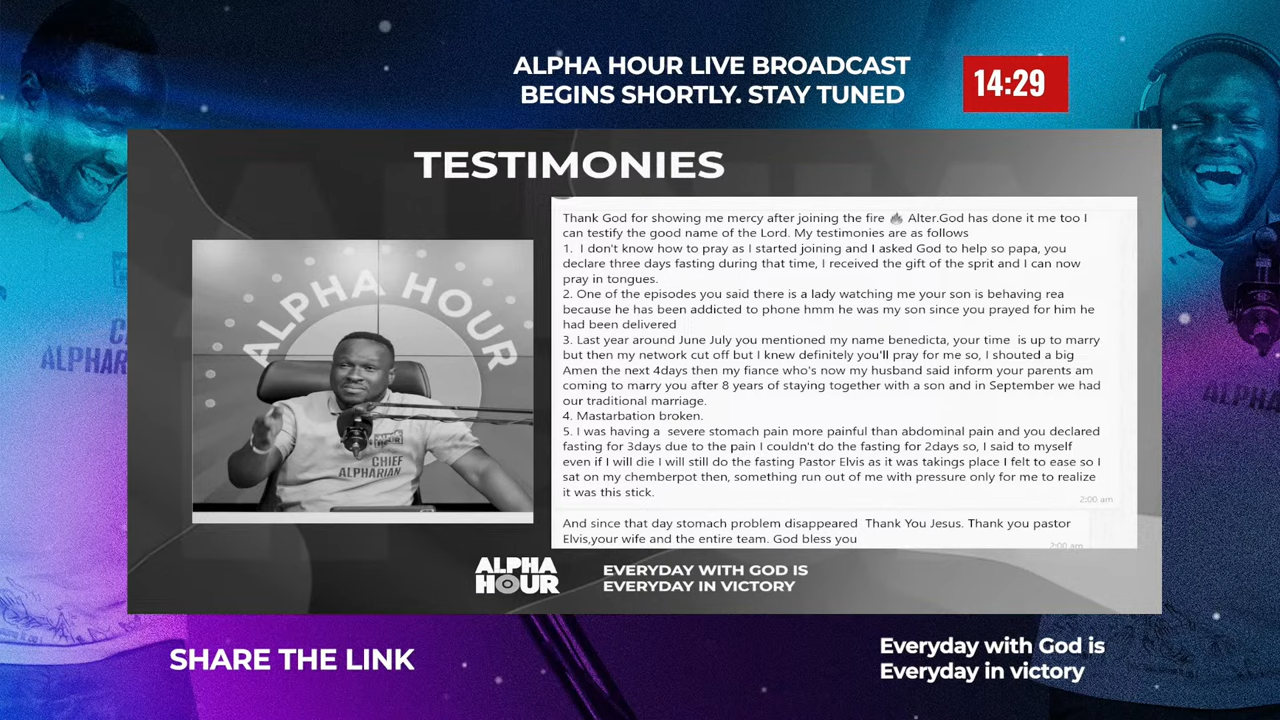 ALPHA HOUR LIVE BROADCAST
BEGINS SHORTLY. STAY TUNED
14:29
TESTIMONIES
ALPHA HOUR
CHIEF
ALPHARIAN
Thank God for showing me mercy after joining the fire 🔥 Alter.God has done it me too I
can testify the good name of the Lord. My testimonies are as follows
1. I don't know how to pray as I started joining and I asked God to help so papa, you
declare three days fasting during that time, I received the gift of the sprit and I can now
pray in tongues.
2. One of the episodes you said there is a lady watching me your son is behaving rea
because he has been addicted to phone hmm he was my son since you prayed for him he
had been delivered
3. Last year around June July you mentioned my name benedicta, your time is up to marry
but then my network cut off but I knew definitely you'll pray for me so, I shouted a big
Amen the next 4days then my fiance who's now my husband said inform your parents am
coming to marry you after 8 years of staying together with a son and in September we had
our traditional marriage.
4. Mastarbation broken.
5. I was having a severe stomach pain more painful than abdominal pain and you declared
fasting for 3days due to the pain I couldn't do the fasting for 2days so, I said to myself
even if I will die I will still do the fasting Pastor Elvis as it was takings place I felt to ease so I
sat on my chemberpot then, something run out of me with pressure only for me to realize
it was this stick.
2:00 am
And since that day stomach problem disappeared Thank You Jesus. Thank you pastor
Elvis,your wife and the entire team. God bless you
2:00 am
ALPHA
HOUR
EVERYDAY WITH GOD IS
EVERYDAY IN VICTORY
SHARE THE LINK
Everyday with God is
Everyday in victory